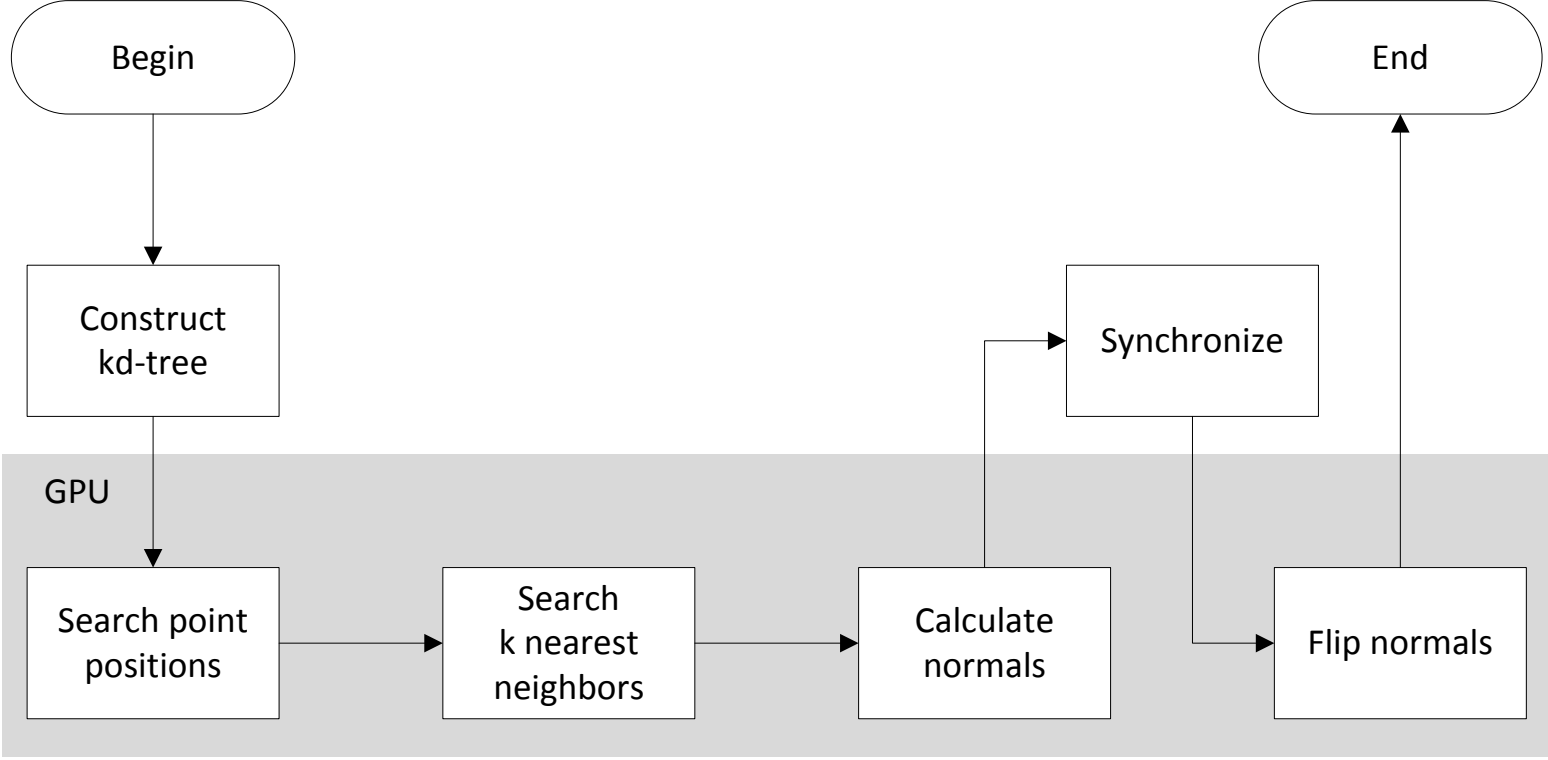 Begin
End
Construct
kd-tree
Synchronize
GPU
Search point
positions
Search
k nearest
neighbors
Calculate
normals
Flip normals